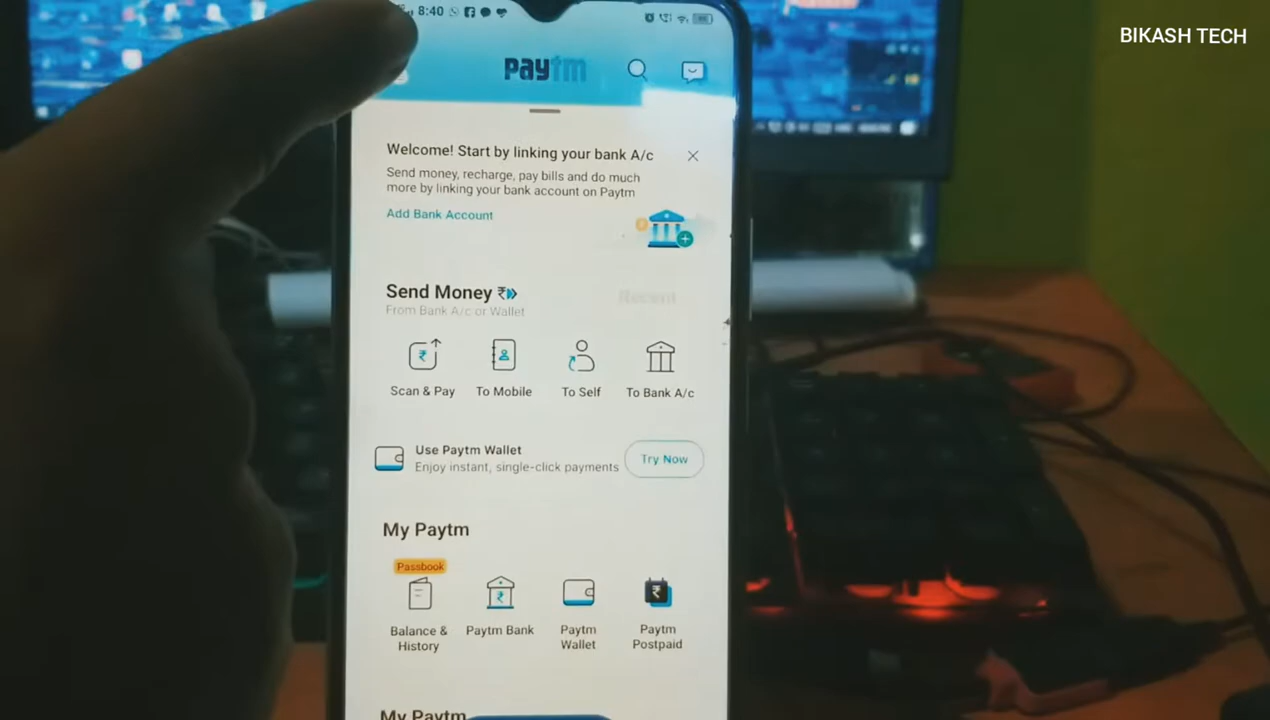 BIKASH TECH
8:40
paytm
Welcome! Start by linking your bank A/c
Send money, recharge, pay bills and do much
more by linking your bank account on Paytm
Add Bank Account
Send Money ₹
Recent
From Bank A/c or Wallet
Scan & Pay
To Mobile
To Self
To Bank A/c
Use Paytm Wallet
Enjoy instant, single-click payments
Try Now
My Paytm
Passbook
Balance &
History
Paytm Bank
Paytm
Wallet
Paytm
Postpaid
My Paytm